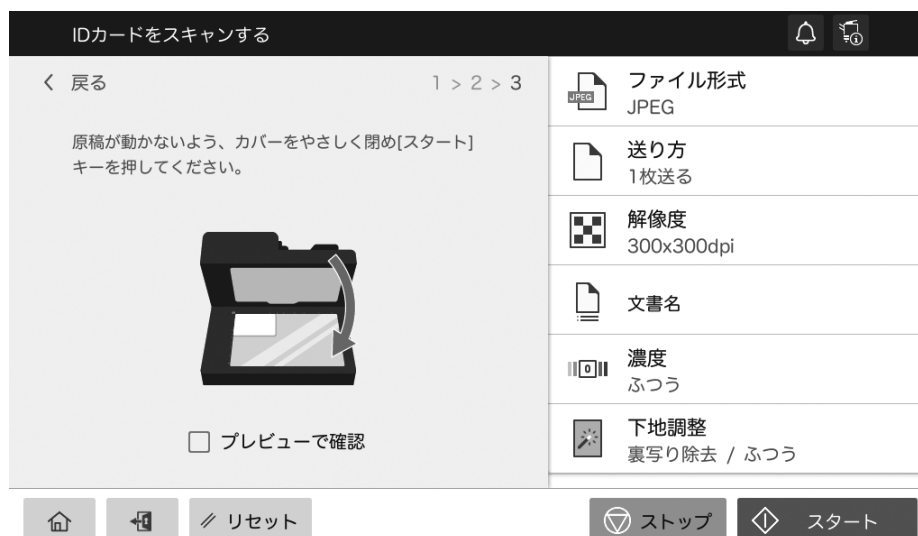 IDカードをスキャンする
戻る
1 > 2 > 3
原稿が動かないよう、カバーをやさしく閉め[スタート]
キーを押してください。
プレビューで確認
JPEG
ファイル形式
JPEG
送り方
1枚送る
解像度
300x300dpi
文書名
0
濃度
ふつう
下地調整
裏写り除去 / ふつう
リセット
ストップ
スタート